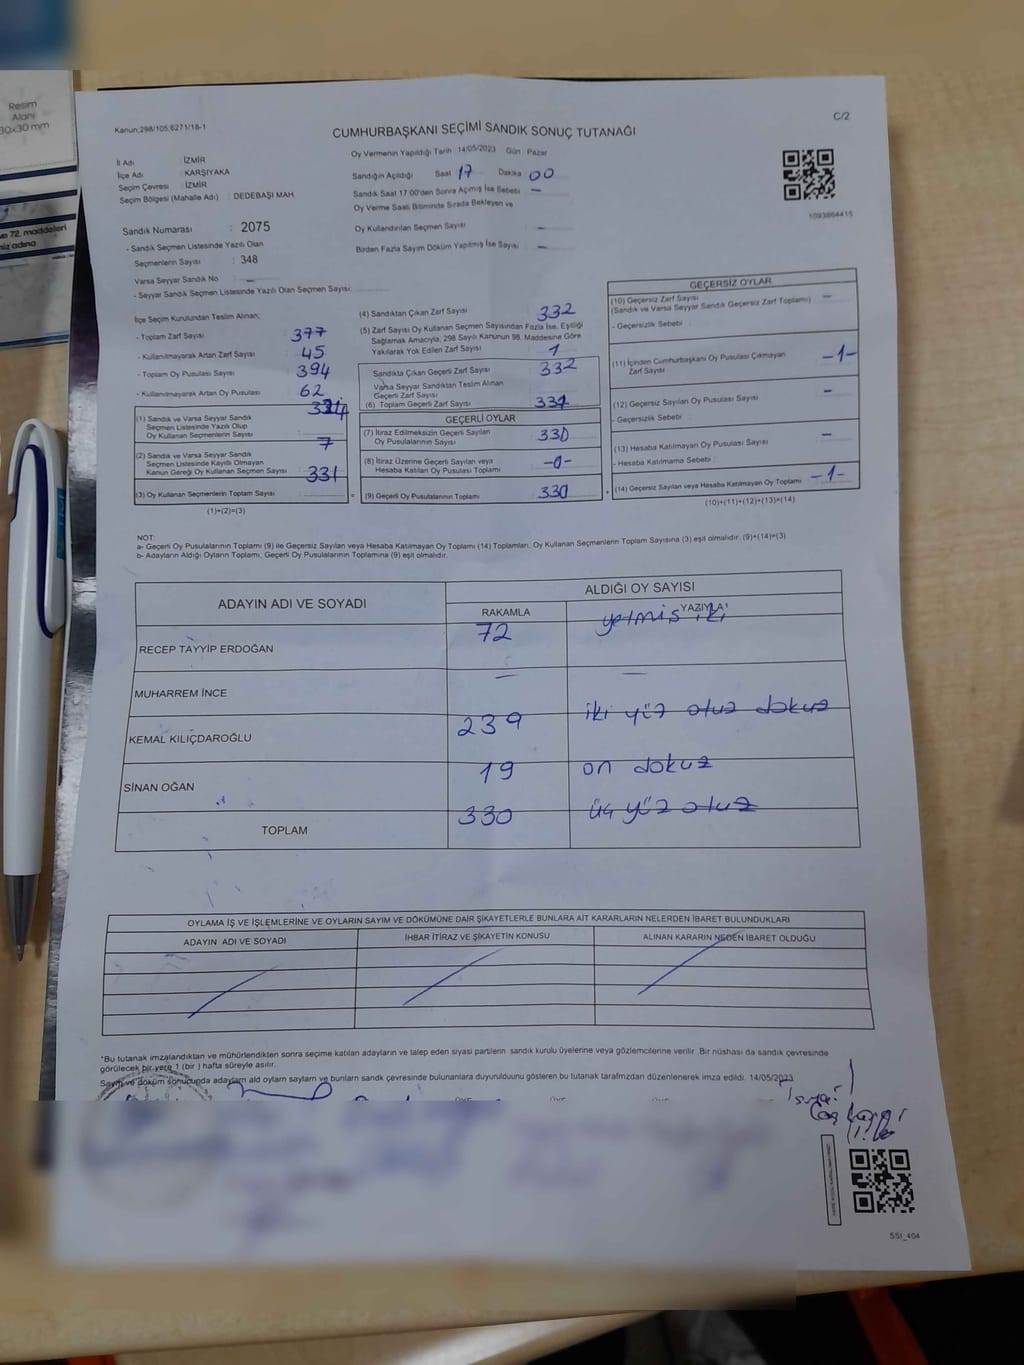 Resim
Alanı
30x30 mm
ve 72. maddeleri
niz adına
Kanun:298/105;6271/18-1
C/2
CUMHURBAŞKANI SEÇİMİ SANDIK SONUÇ TUTANAĞI
İl Adı : İZMİR
İlçe Adı : KARŞIYAKA
Seçim Çevresi : İZMİR
Seçim Bölgesi (Mahalle Adı) : DEDEBAŞI MAH.
Oy Vermenin Yapıldığı Tarih : 14/05/2023 Gün : Pazar
Sandığın Açıldığı Saat 17 Dakika 00
Sandık Saat 17:00'den Sonra Açılmış İse Sebebi -
Oy Verme Saati Bitiminde Sırada Bekleyen ve
Oy Kullandırılan Seçmen Sayısı -
Birden Fazla Sayım Döküm Yapılmış İse Sayısı -
1093864415
Sandık Numarası : 2075
- Sandık Seçmen Listesinde Yazılı Olan
Seçmenlerin Sayısı : 348
Varsa Seyyar Sandık No -
- Seyyar Sandık Seçmen Listesinde Yazılı Olan Seçmen Sayısı:
İlçe Seçim Kurulundan Teslim Alınan;
- Toplam Zarf Sayısı 377
- Kullanılmayarak Artan Zarf Sayısı 45
- Toplam Oy Pusulası Sayısı 394
- Kullanılmayarak Artan Oy Pusulası 62
(1) Sandık ve Varsa Seyyar Sandık
Seçmen Listesinde Yazılı Olup
Oy Kullanan Seçmenlerin Sayısı
7
(2) Sandık ve Varsa Seyyar Sandık
Seçmen Listesinde Kayıtlı Olmayan
Kanun Gereği Oy Kullanan Seçmen Sayısı 331
(3) Oy Kullanan Seçmenlerin Toplam Sayısı =
(1)+(2)=(3)
(4) Sandıktan Çıkan Zarf Sayısı 332
(5) Zarf Sayısı Oy Kullanan Seçmen Sayısından Fazla İse, Eşitliği
Sağlamak Amacıyla, 298 Sayılı Kanunun 98. Maddesine Göre
Yakılarak Yok Edilen Zarf Sayısı 1
Sandıkta Çıkan Geçerli Zarf Sayısı 332
Varsa Seyyar Sandıktan Teslim Alınan
Geçerli Zarf Sayısı
(6) Toplam Geçerli Zarf Sayısı 331
GEÇERLİ OYLAR
(7) İtiraz Edilmeksizin Geçerli Sayılan
Oy Pusulalarının Sayısı 330
(8) İtiraz Üzerine Geçerli Sayılan veya
Hesaba Katılan Oy Pusulası Toplamı -0-
(9) Geçerli Oy Pusulalarının Toplamı 330 +
GEÇERSİZ OYLAR
(10) Geçersiz Zarf Sayısı -
(Sandık ve Varsa Seyyar Sandık Geçersiz Zarf Toplamı)
- Geçersizlik Sebebi :
(11) İçinden Cumhurbaşkanı Oy Pusulası Çıkmayan
Zarf Sayısı -1-
(12) Geçersiz Sayılan Oy Pusulası Sayısı -
- Geçersizlik Sebebi :
(13) Hesaba Katılmayan Oy Pusulası Sayısı -
- Hesaba Katılmama Sebebi :
(14) Geçersiz Sayılan veya Hesaba Katılmayan Oy Toplamı -1-
(10)+(11)+(12)+(13)=(14)
NOT:
a- Geçerli Oy Pusulalarının Toplamı (9) ile Geçersiz Sayılan veya Hesaba Katılmayan Oy Toplamı (14) Toplamları, Oy Kullanan Seçmenlerin Toplam Sayısına (3) eşit olmalıdır. (9)+(14)=(3)
b- Adayların Aldığı Oyların Toplamı, Geçerli Oy Pusulalarının Toplamına (9) eşit olmalıdır.
ADAYIN ADI VE SOYADI
ALDIĞI OY SAYISI
RAKAMLA YAZIYLA
72 yetmiş iki
RECEP TAYYİP ERDOĞAN
— —
MUHARREM İNCE
239 iki yüz otuz dokuz
KEMAL KILIÇDAROĞLU
19 on dokuz
SİNAN OĞAN
330 üç yüz otuz
TOPLAM
OYLAMA İŞ VE İŞLEMLERİNE VE OYLARIN SAYIM VE DÖKÜMÜNE DAİR ŞİKAYETLERLE BUNLARA AİT KARARLARIN NELERDEN İBARET BULUNDUKLARI
ADAYIN ADI VE SOYADI İHBAR İTİRAZ VE ŞİKAYETİN KONUSU ALINAN KARARIN NEDEN İBARET OLDUĞU
*Bu tutanak imzalandıktan ve mühürlendikten sonra seçime katılan adayların ve talep eden siyasi partilerin sandık kurulu üyelerine veya gözlemcilerine verilir. Bir nüshası da sandık çevresinde
görülecek bir yere 1 (bir) hafta süreyle asılır.
Sayım ve döküm sonucunda adayların aldı oyların sayıların ve bunların sandık çevresinde bulunanlara duyurulduunu gösteren bu tutanak tarafımızdan düzenlenerek imza edildi. 14/05/2023
SS1_404